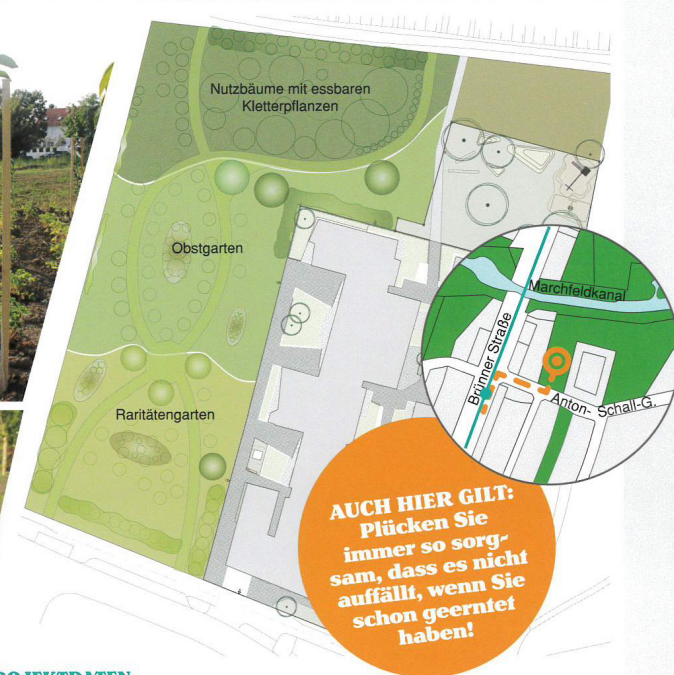 Nutzbäume mit essbaren
Kletterpflanzen
Obstgarten
Raritätengarten
Marchfeldkanal
Brünner Straße
Anton- Schall-G.
AUCH HIER GILT:
Plücken Sie
immer so sorg-
sam, dass es nicht
auffällt, wenn Sie
schon geerntet
haben!